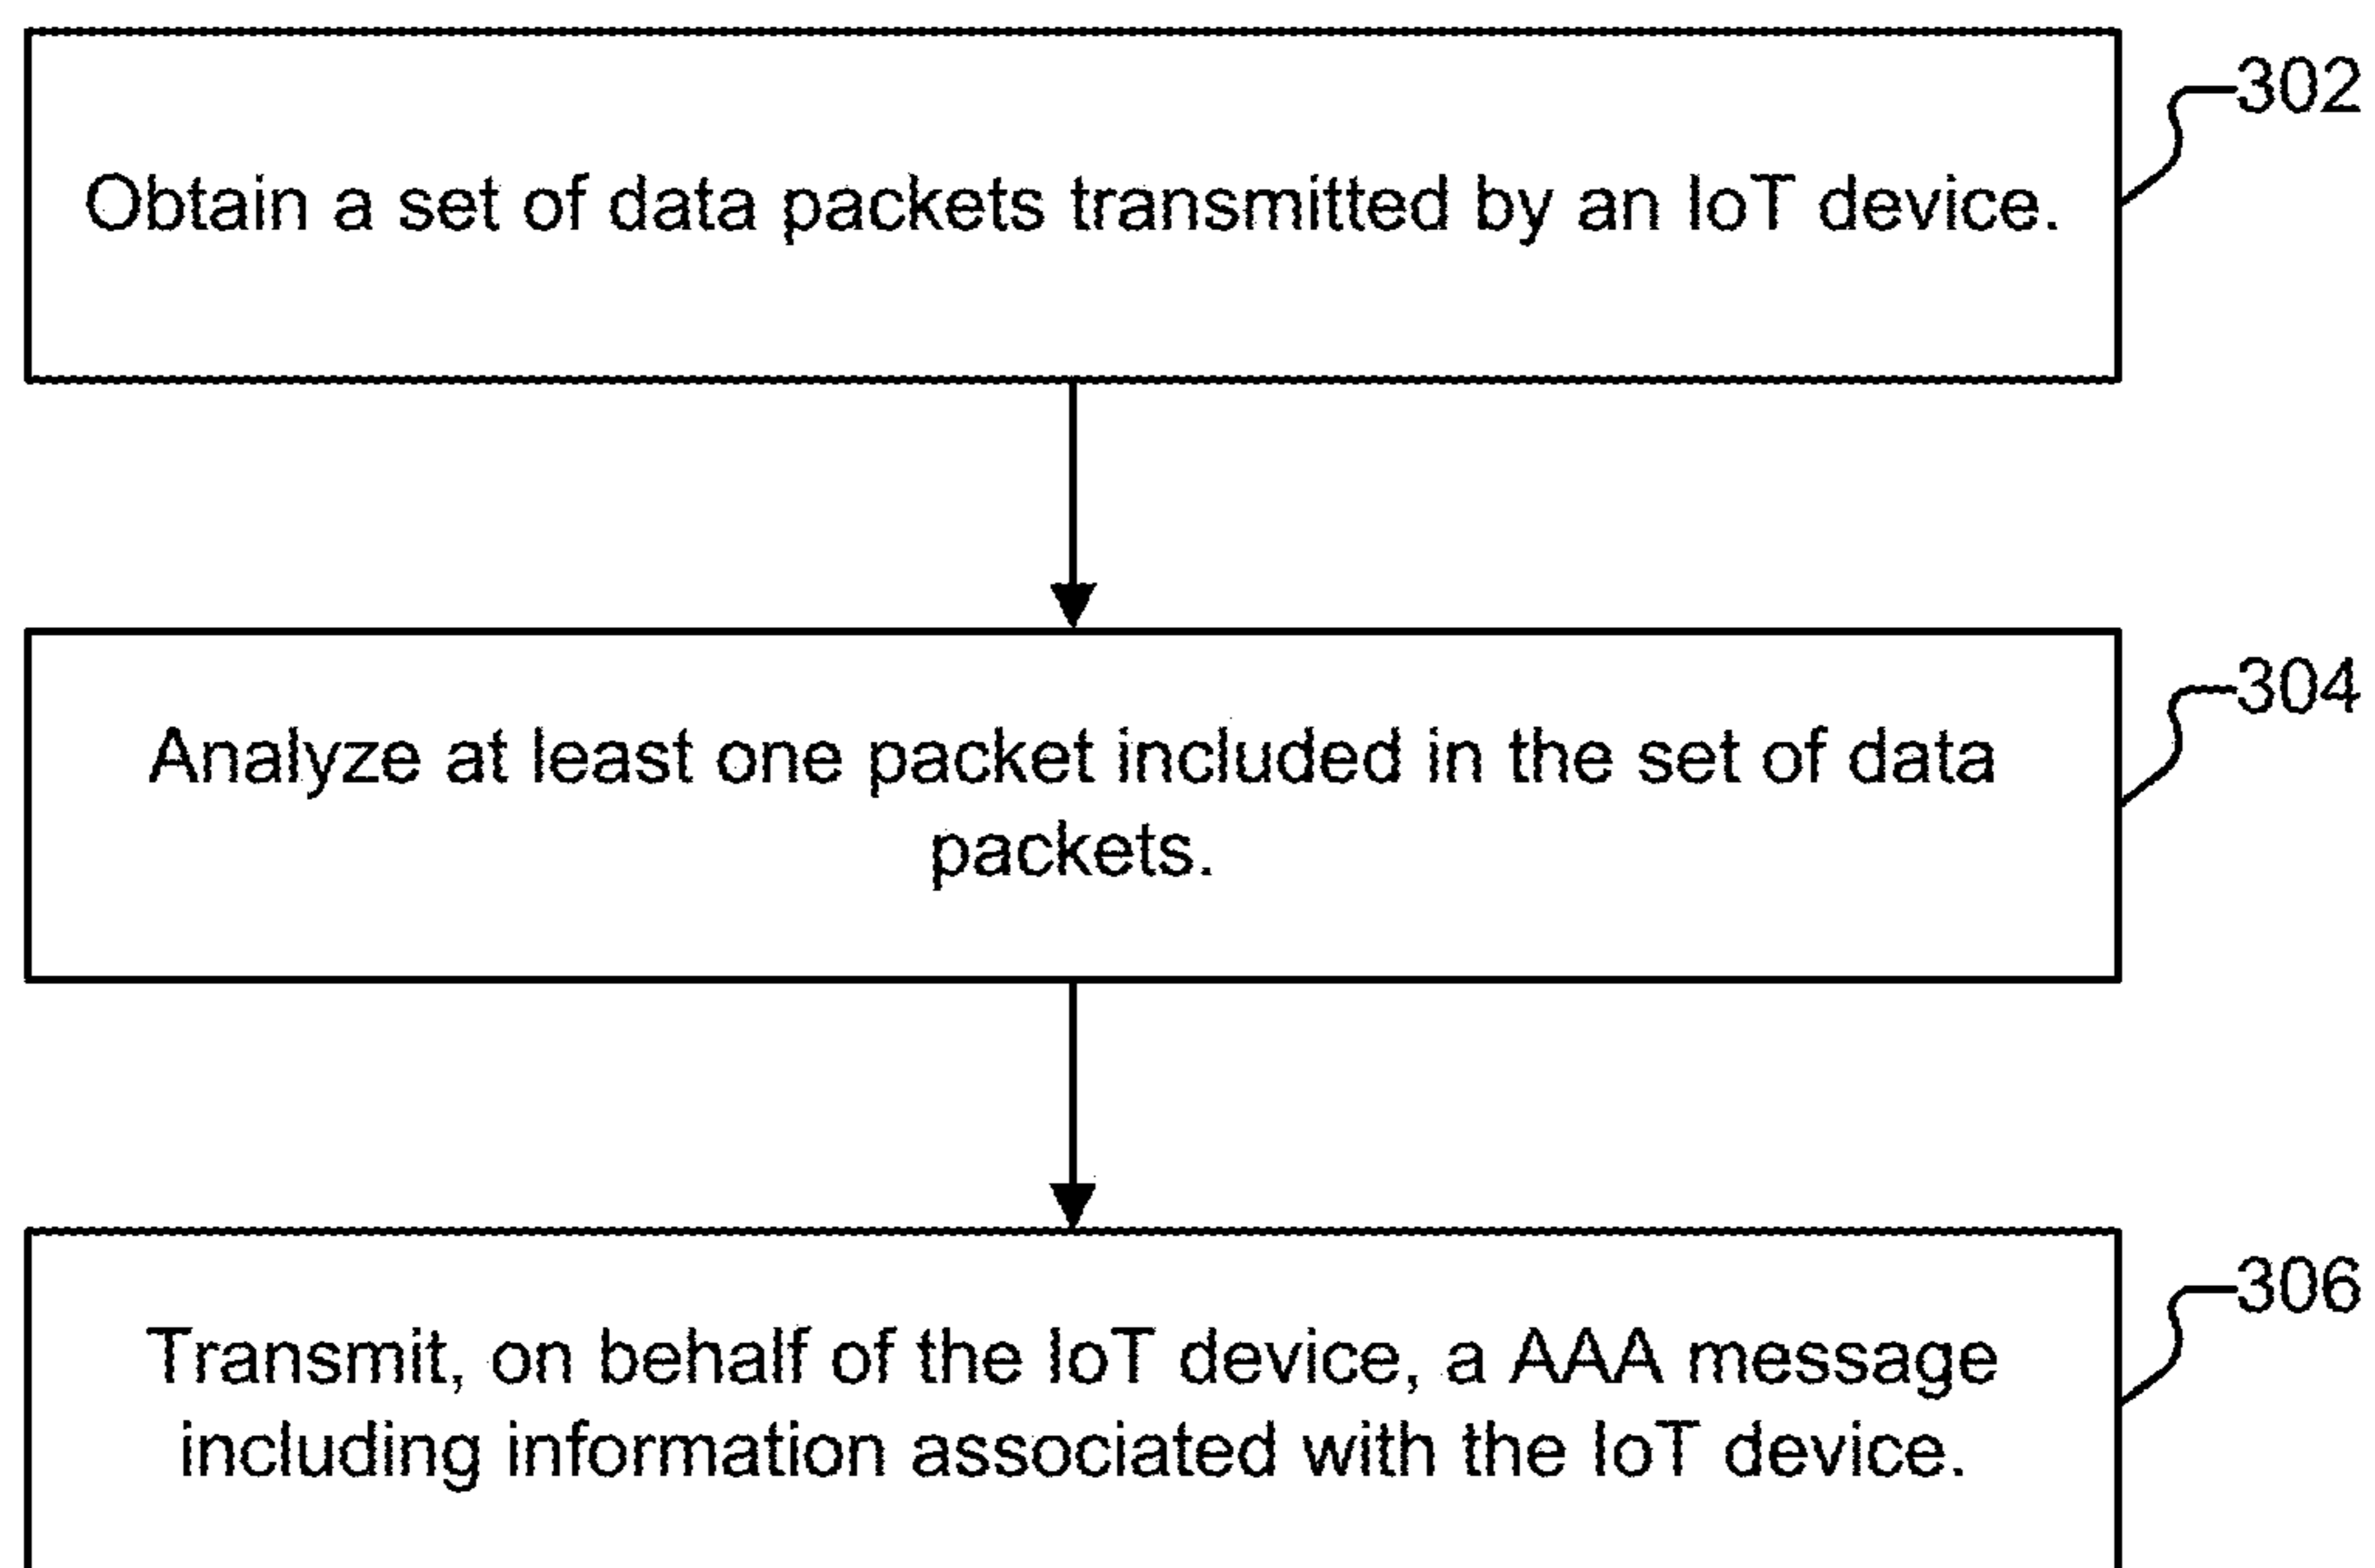 302
Obtain a set of data packets transmitted by an IoT device.
304
Analyze at least one packet included in the set of data
packets.
306
Transmit, on behalf of the IoT device, a AAA message
including information associated with the IoT device.